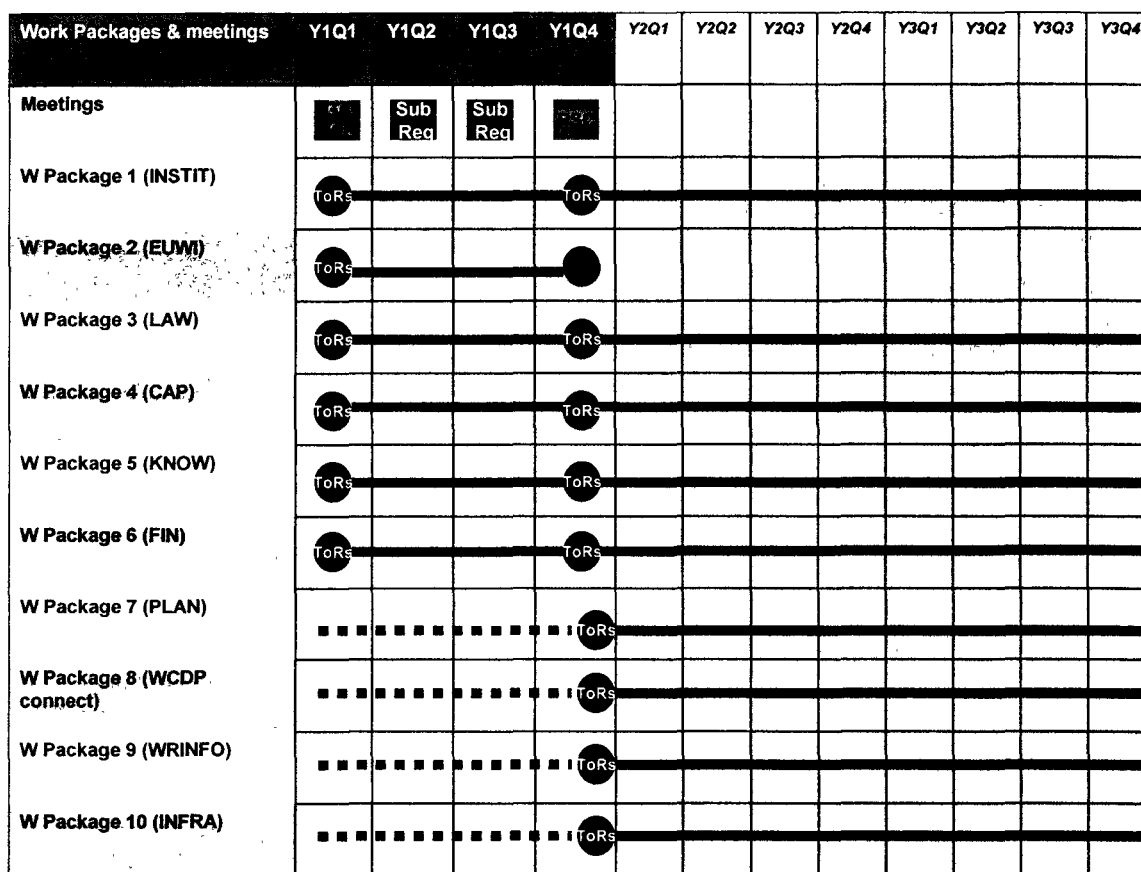 Work Packages & meetings Y1Q1 Y1Q2 Y1Q3 Y1Q4 Y2Q1 Y2Q2 Y2Q3 Y2Q4 Y3Q1 Y3Q2 Y3Q3 Y3Q4
Meetings
Sub Sub
Reg Reg
W Package 1 (INSTIT)
ToRs ToRs
W Package 2 (EUWI)
ToRs
W Package 3 (LAW)
ToRs ToRs
W Package 4 (CAP)
ToRs ToRs
W Package 5 (KNOW)
ToRs ToRs
W Package 6 (FIN)
ToRs ToRs
W Package 7 (PLAN)
ToRs
W Package 8 (WCDP
connect)
ToRs
W Package 9 (WRINFO)
ToRs
W Package 10 (INFRA)
ToRs